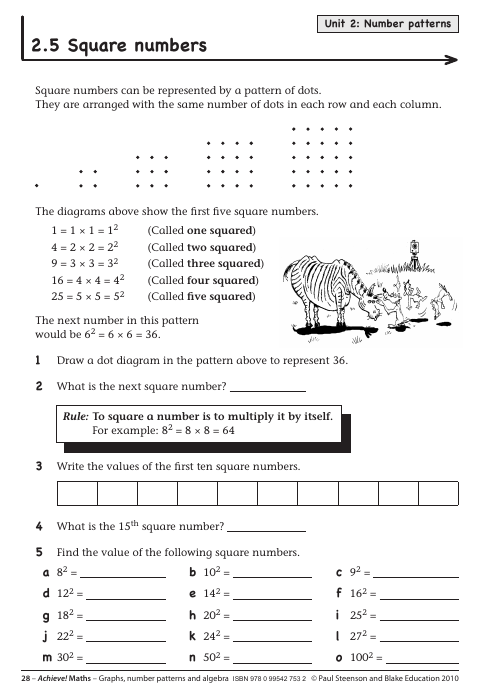 Unit 2: Number patterns
2.5 Square numbers
Square numbers can be represented by a pattern of dots.
They are arranged with the same number of dots in each row and each column.
The diagrams above show the first five square numbers.
1 = 1 × 1 = 1² (Called one squared)
4 = 2 × 2 = 2² (Called two squared)
9 = 3 × 3 = 3² (Called three squared)
16 = 4 × 4 = 4² (Called four squared)
25 = 5 × 5 = 5² (Called five squared)
The next number in this pattern
would be 6² = 6 × 6 = 36.
1 Draw a dot diagram in the pattern above to represent 36.
2 What is the next square number?
Rule: To square a number is to multiply it by itself.
For example: 8² = 8 × 8 = 64
3 Write the values of the first ten square numbers.
4 What is the 15th square number?
5 Find the value of the following square numbers.
a 8² = b 10² = c 9² =
d 12² = e 14² = f 16² =
g 18² = h 20² = i 25² =
j 22² = k 24² = l 27² =
m 30² = n 50² = o 100² =
28 – Achieve! Maths – Graphs, number patterns and algebra ISBN 978 0 99542 753 2 © Paul Steenson and Blake Education 2010